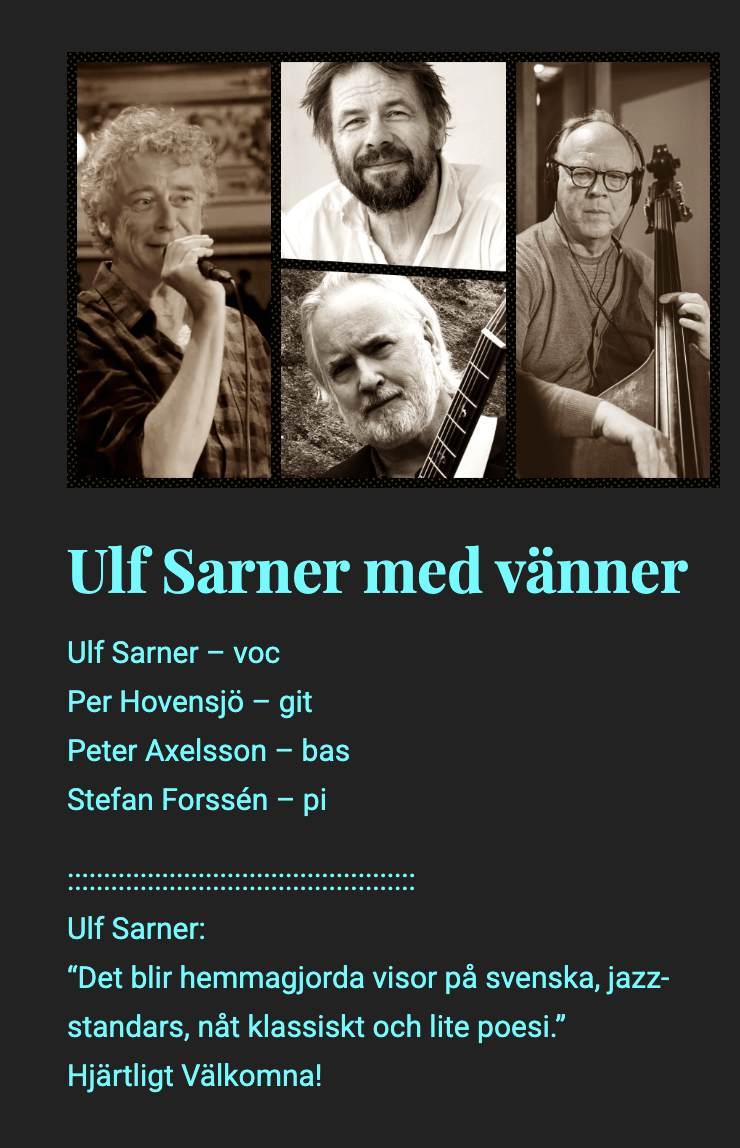 Ulf Sarner med vänner
Ulf Sarner – voc
Per Hovensjö – git
Peter Axelsson – bas
Stefan Forssén – pi
::::::::::::::::::::::::::::::::::::::::::::::::
Ulf Sarner:
“Det blir hemmagjorda visor på svenska, jazz-
standars, nåt klassiskt och lite poesi.”
Hjärtligt Välkomna!